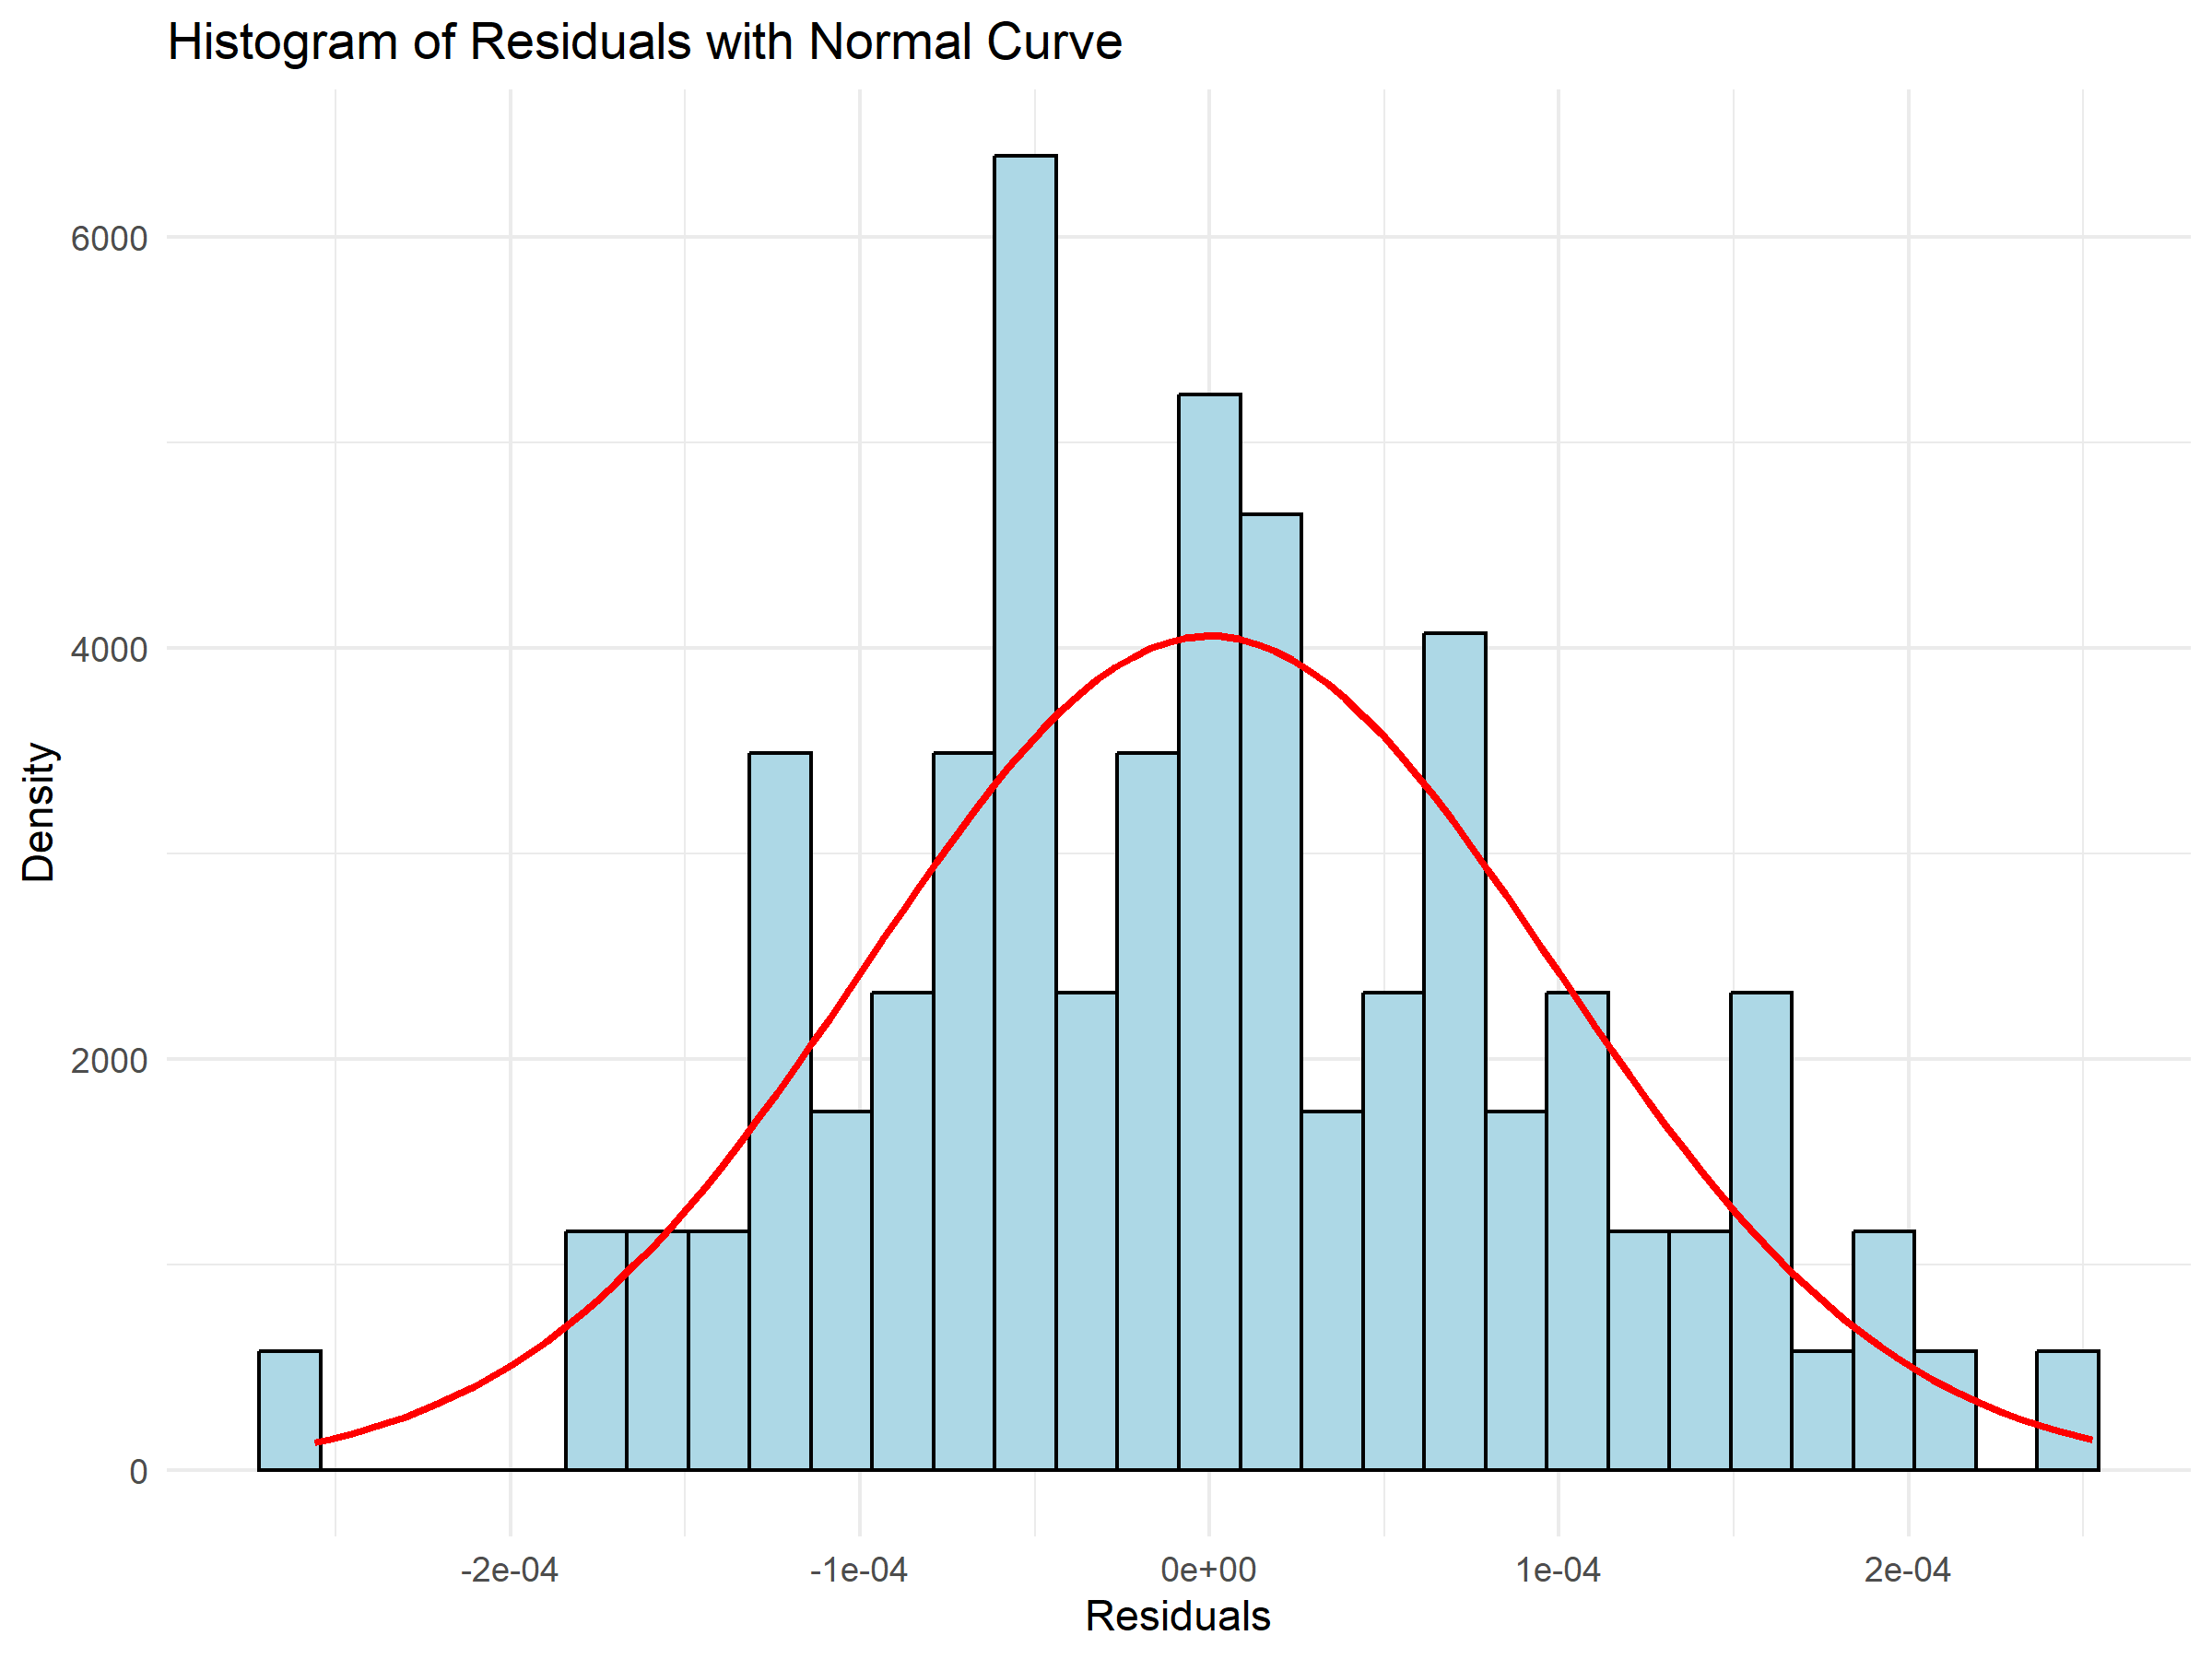 Histogram of Residuals with Normal Curve
6000
4000
2000
0
Density
-2e-04
-1e-04
0e+00
1e-04
2e-04
Residuals